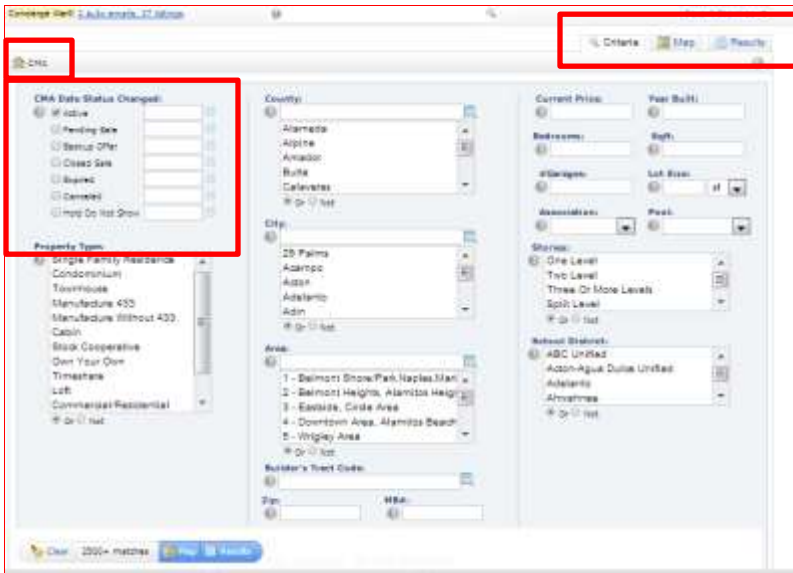 Concierge Alert! 2 Auto emails, 27 listings
Criteria Map Results
CMA
CMA Date Status Changed:
Active
Pending Sale
Backup Offer
Closed Sale
Expired
Canceled
Hold Do Not Show
Property Type:
Single Family Residence
Condominium
Townhouse
Manufacture 433
Manufacture Without 433
Cabin
Stock Cooperative
Own Your Own
Timeshare
Loft
Commercial/Residential
Or Not
County:
Alameda
Alpine
Amador
Butte
Calaveras
Or Not
City:
29 Palms
Acampo
Acton
Adelanto
Adin
Or Not
Area:
1 - Belmont Shore/Park,Naples,Mari
2 - Belmont Heights, Alamitos Heigh
3 - Eastside, Circle Area
4 - Downtown Area, Alamitos Beach
5 - Wrigley Area
Or Not
Builder's Tract Code:
Zip: MBA:
Current Price: Year Built:
Bedrooms: Sqft:
#Garages: Lot Size:
sf
Association: Pool:
Stories:
One Level
Two Level
Three Or More Levels
Split Level
Or Not
School District:
ABC Unified
Acton-Agua Dulce Unified
Adelanto
Ahwahnee
Or Not
Clear 2500+ matches Map Results